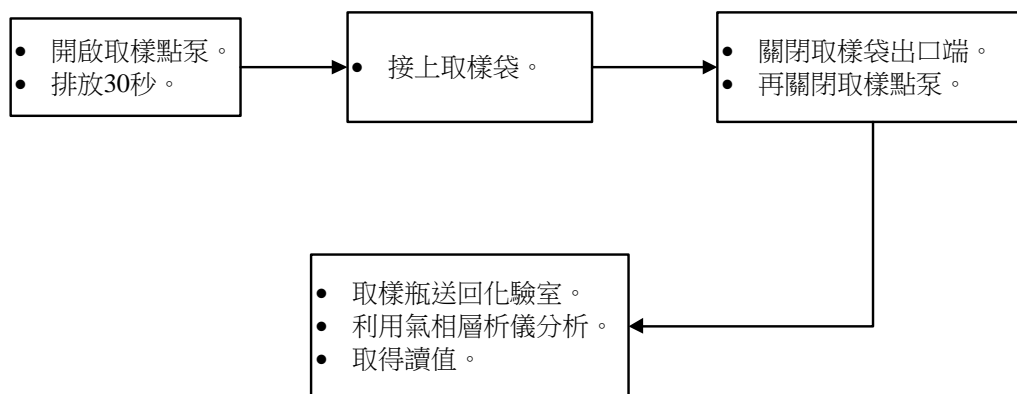 • 開啟取樣點泵。
• 排放30秒。
• 接上取樣袋。
• 關閉取樣袋出口端。
• 再關閉取樣點泵。
• 取樣瓶送回化驗室。
• 利用氣相層析儀分析。
• 取得讀值。